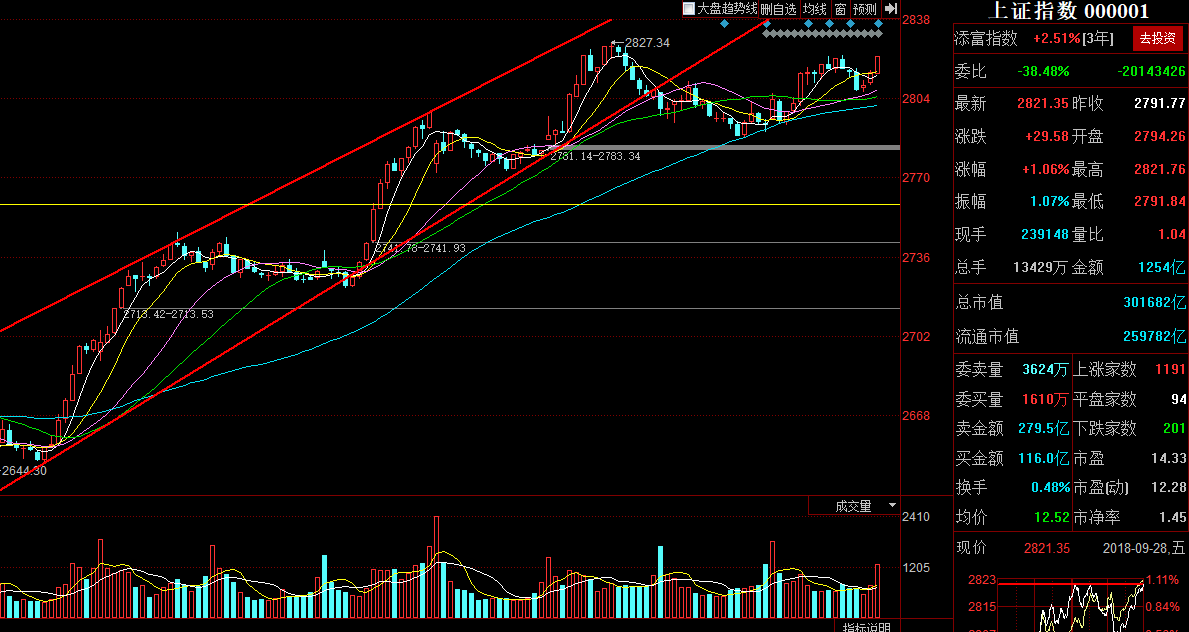 大盘趋势线 删自选 均线 窗 预测
2838
2827.34
2804
2781.14-2783.34
2770
2741.78-2741.93
2736
2713.42-2713.53
2702
2668
2644.30
成交量
2410
1205
指标说明
上证指数 000001
添富指数 +2.51%[3年] 去投资
委比 -38.48% -20143426
最新 2821.35 昨收 2791.77
涨跌 +29.58 开盘 2794.26
涨幅 +1.06% 最高 2821.76
振幅 1.07% 最低 2791.84
现手 239148 量比 1.04
总手 13429万 金额 1254亿
总市值 301682亿
流通市值 259782亿
委卖量 3624万 上涨家数 1191
委买量 1610万 平盘家数 94
卖金额 279.5亿 下跌家数 201
买金额 116.0亿 市盈 14.33
换手 0.48% 市盈(动) 12.28
均价 12.52 市净率 1.45
现价 2821.35 2018-09-28,五
2823 1.11%
2815 0.84%